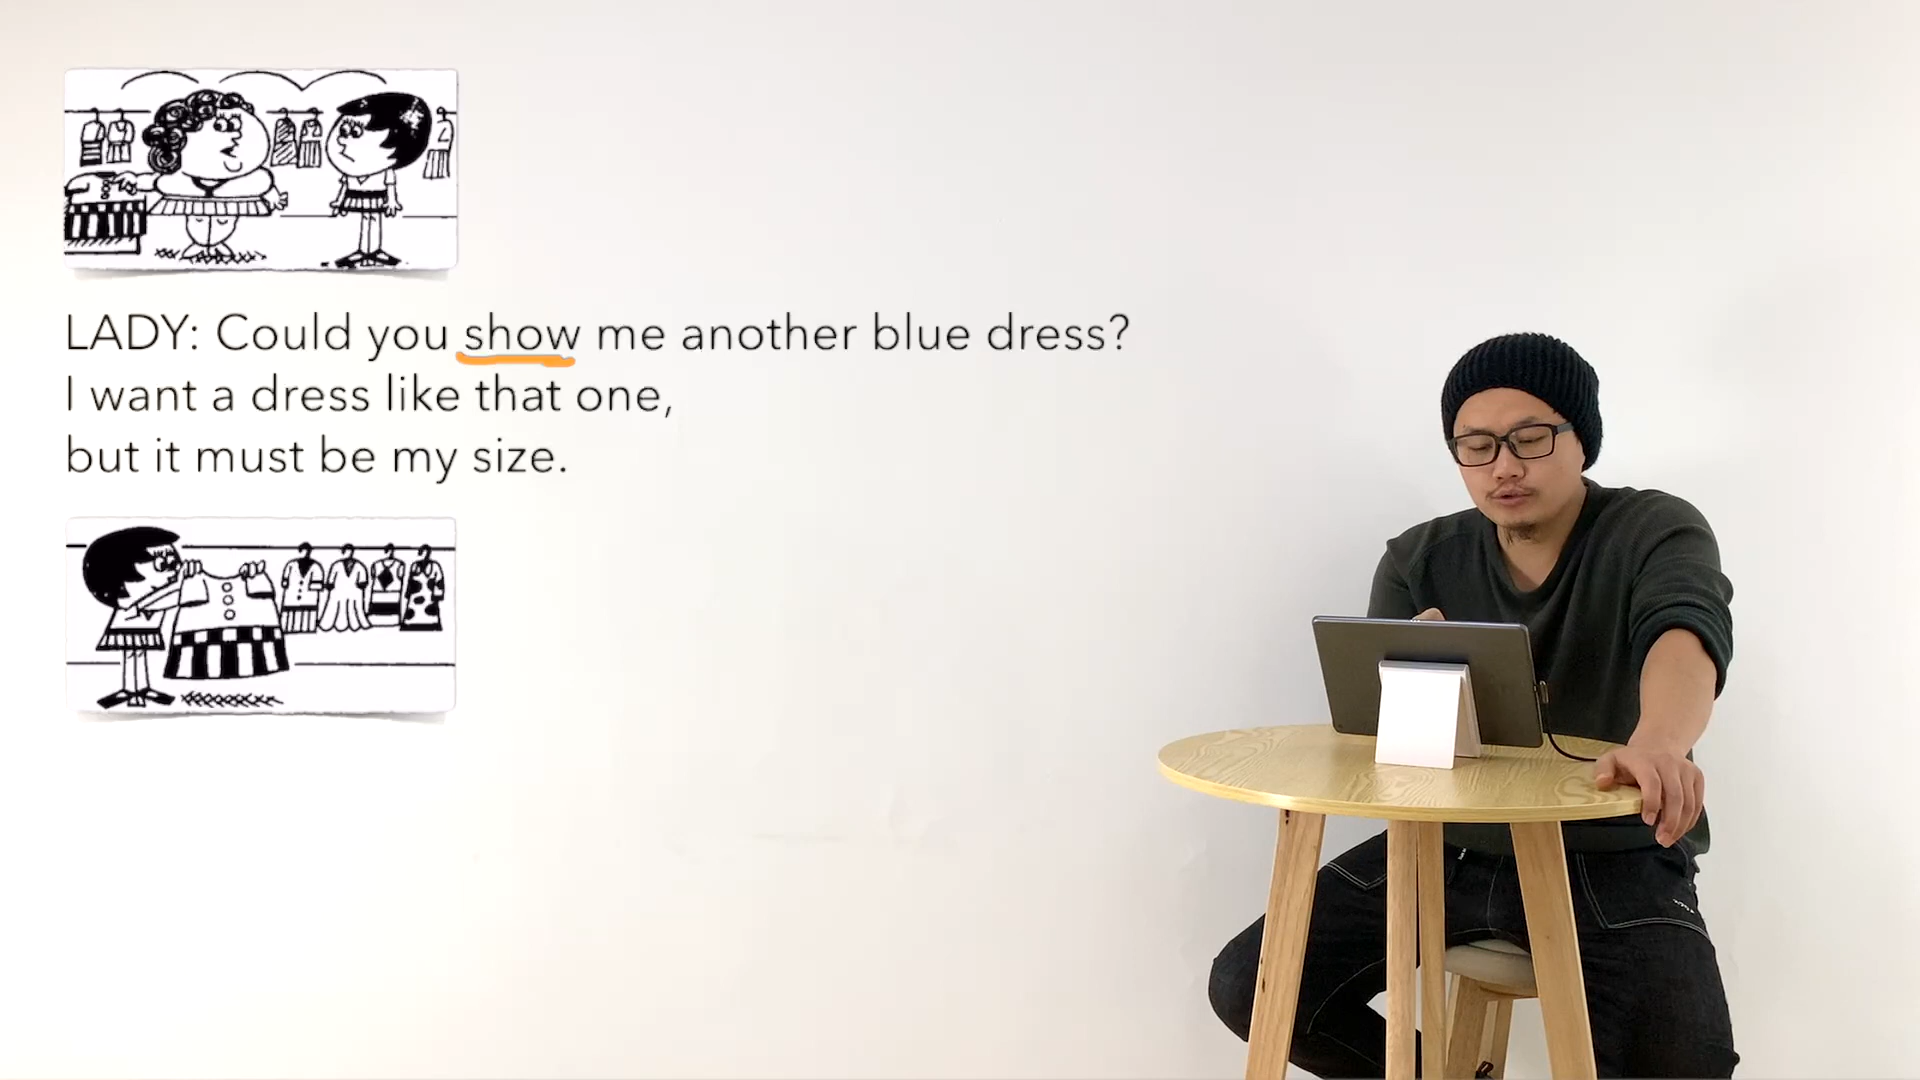 LADY: Could you show me another blue dress?
I want a dress like that one,
but it must be my size.